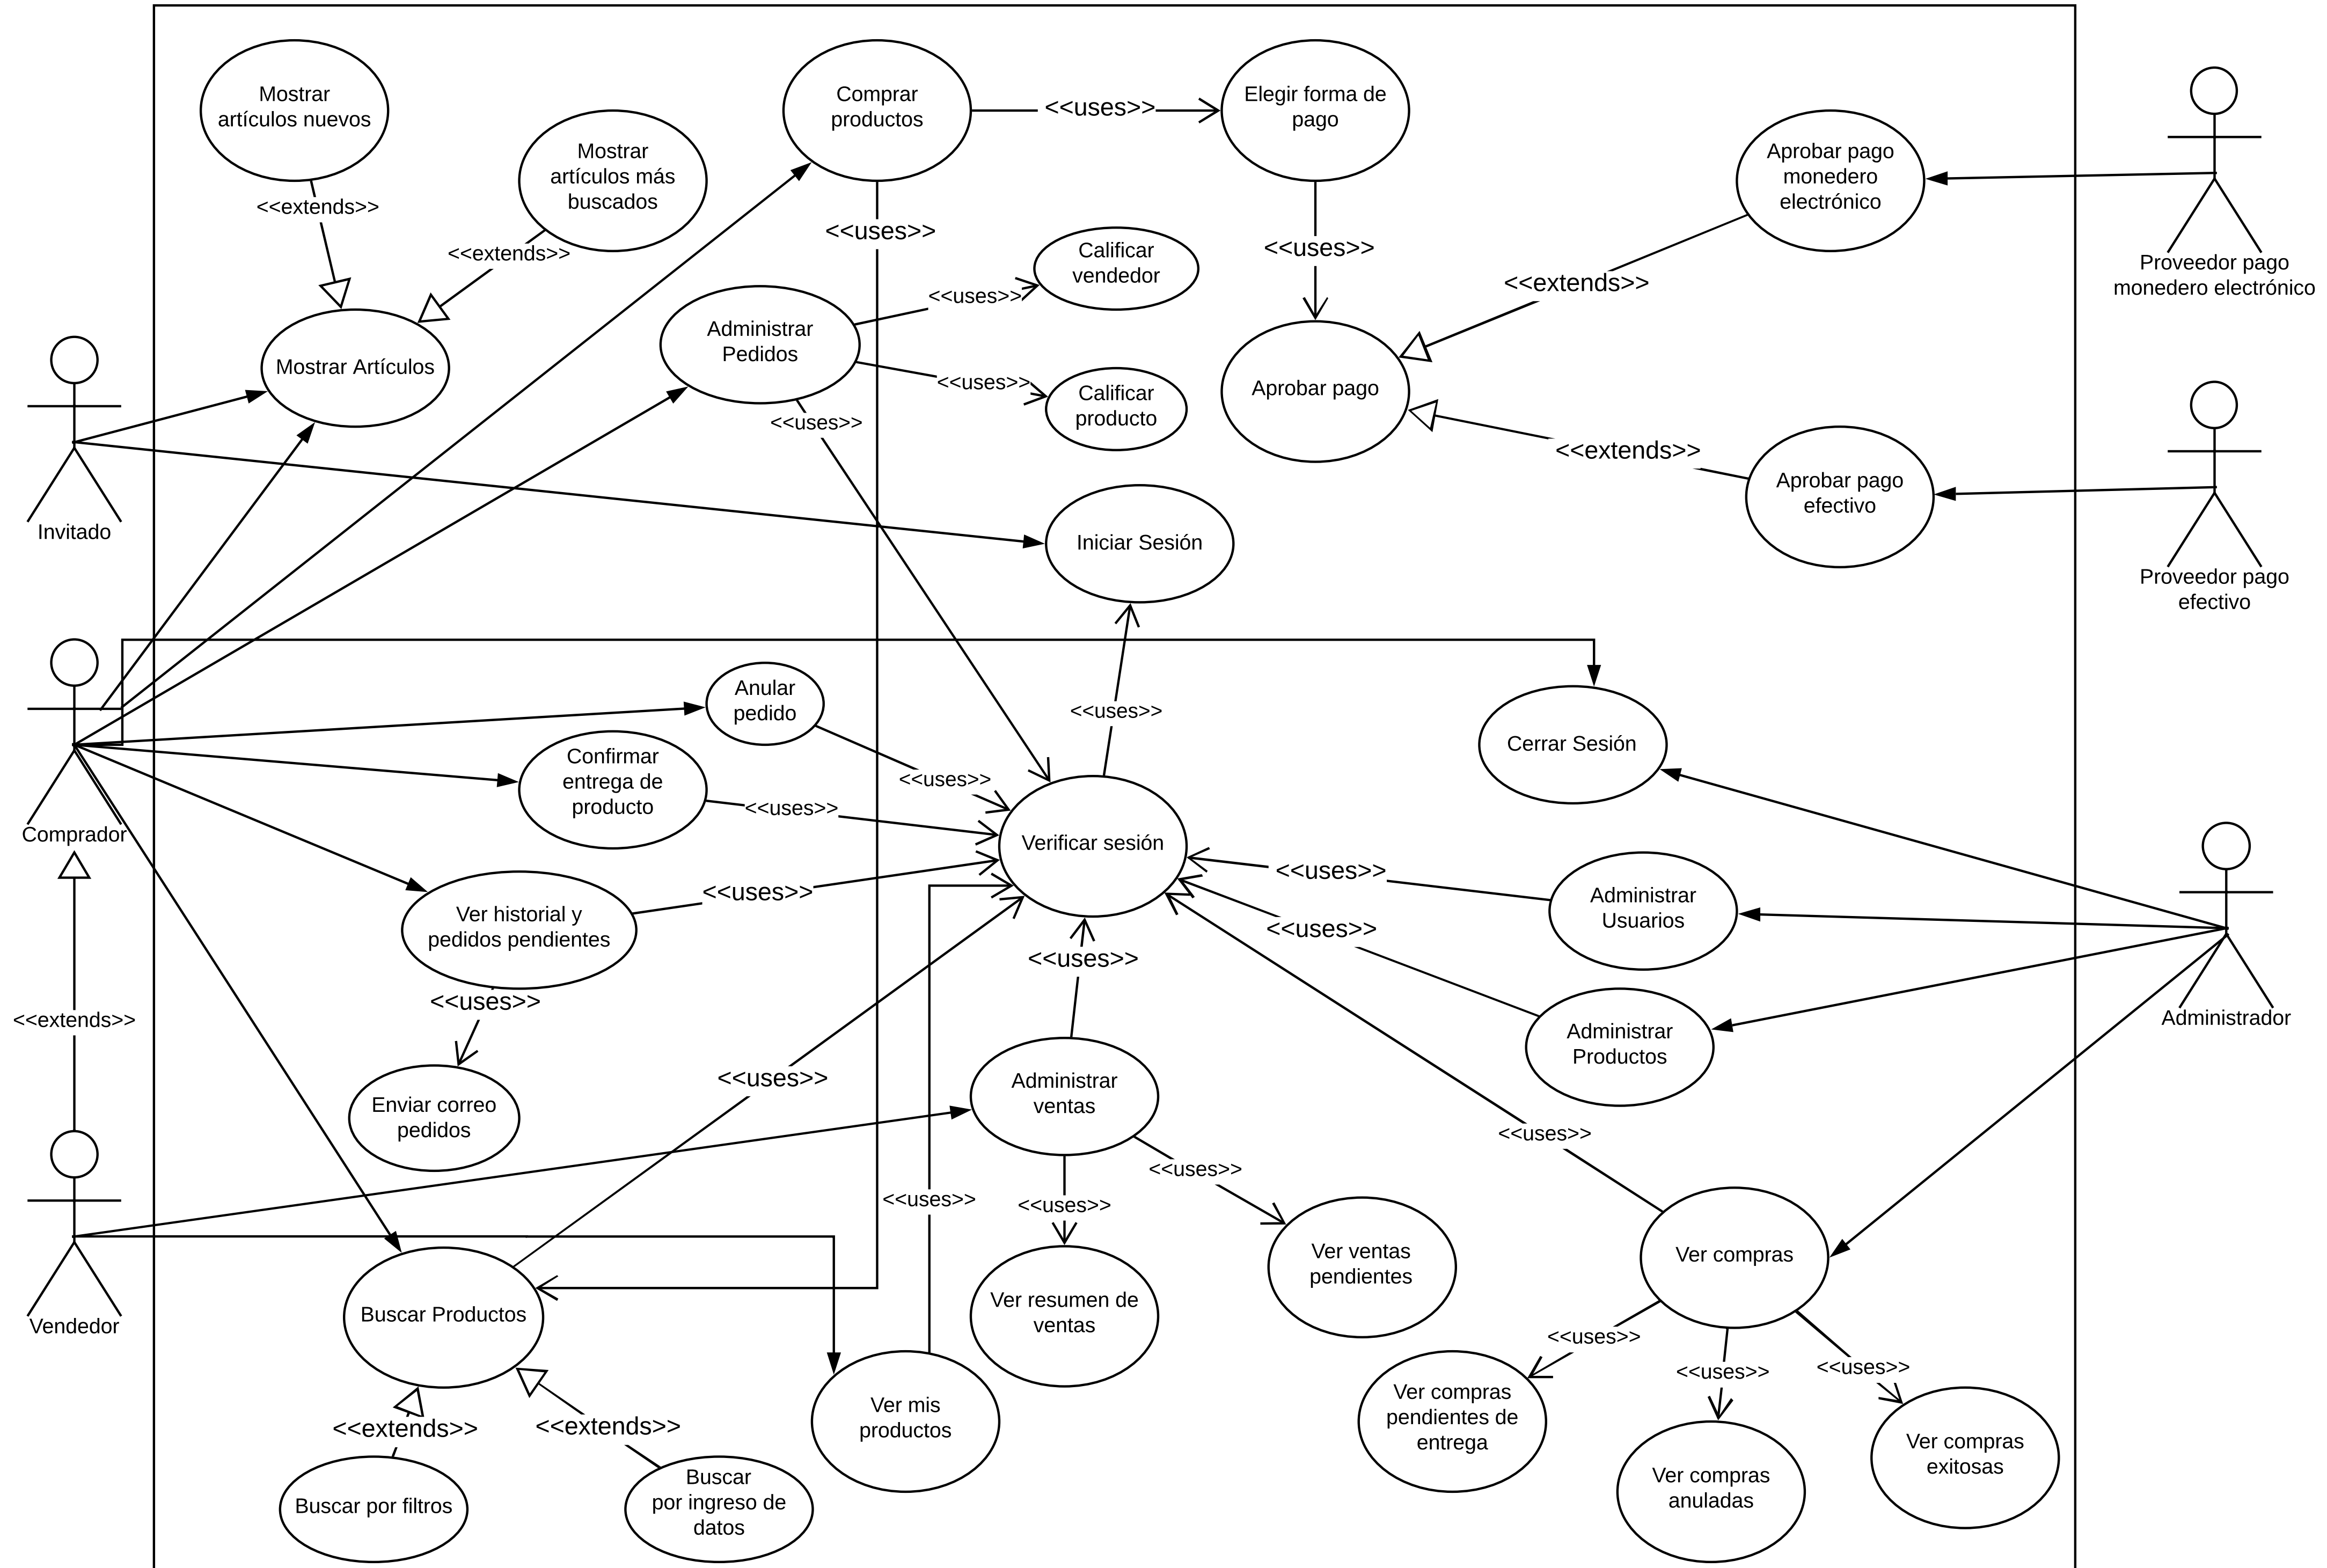 Mostrar
artículos nuevos
Comprar
productos
<<uses>>
Elegir forma de
pago
Mostrar
artículos más
buscados
Aprobar pago
monedero
electrónico
<<extends>>
<<extends>>
<<uses>>
<<uses>>
<<extends>>
Calificar
vendedor
Proveedor pago
monedero electrónico
<<uses>>
Administrar
Pedidos
Mostrar Artículos
<<uses>>
Calificar
producto
Aprobar pago
<<uses>>
<<extends>>
Aprobar pago
efectivo
Invitado
Iniciar Sesión
Proveedor pago
efectivo
Anular
pedido
<<uses>>
Cerrar Sesión
Confirmar
entrega de
producto
<<uses>>
<<uses>>
Comprador
Verificar sesión
<<uses>>
<<uses>>
Administrar
Usuarios
Ver historial y
pedidos pendientes
<<uses>>
<<uses>>
<<uses>>
<<extends>>
Administrar
Productos
Administrador
<<uses>>
Enviar correo
pedidos
Administrar
ventas
<<uses>>
<<uses>>
<<uses>>
<<uses>>
Vendedor
Buscar Productos
Ver resumen de
ventas
Ver ventas
pendientes
Ver compras
<<uses>>
<<uses>>
<<uses>>
<<extends>>
<<extends>>
Ver mis
productos
Ver compras
pendientes de
entrega
Ver compras
exitosas
Ver compras
anuladas
Buscar por filtros
Buscar
por ingreso de
datos